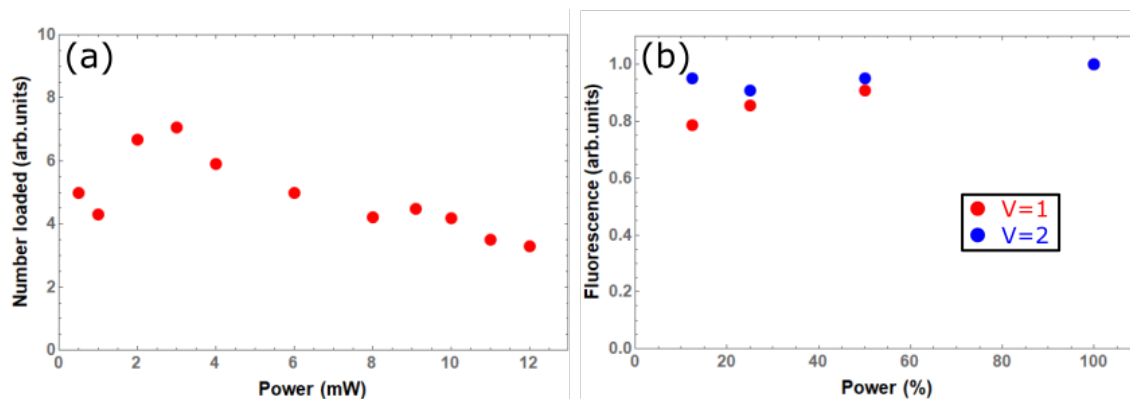 (a)
Number loaded (arb.units)
10
8
6
4
2
0
0 2 4 6 8 10 12
Power (mW)
(b)
Fluorescence (arb.units)
1.0
0.8
0.6
0.4
0.2
0.0
0 20 40 60 80 100
Power (%)
V=1
V=2